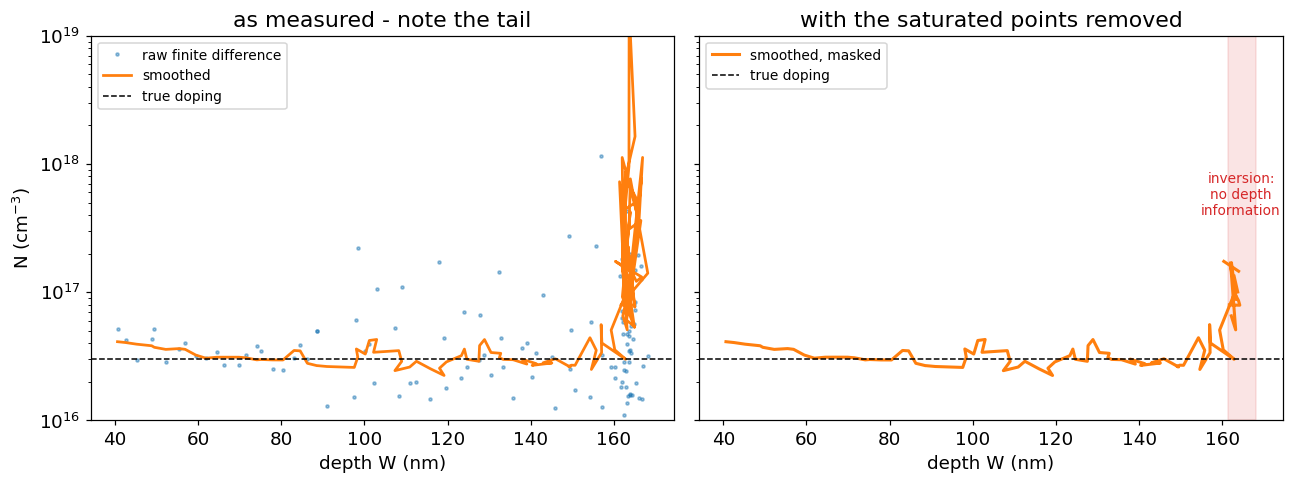 as measured - note the tail
with the saturated points removed
10¹⁹
10¹⁸
10¹⁷
10¹⁶
N (cm⁻³)
raw finite difference
smoothed
true doping
40 60 80 100 120 140 160
depth W (nm)
smoothed, masked
true doping
inversion:
no depth
information
40 60 80 100 120 140 160
depth W (nm)